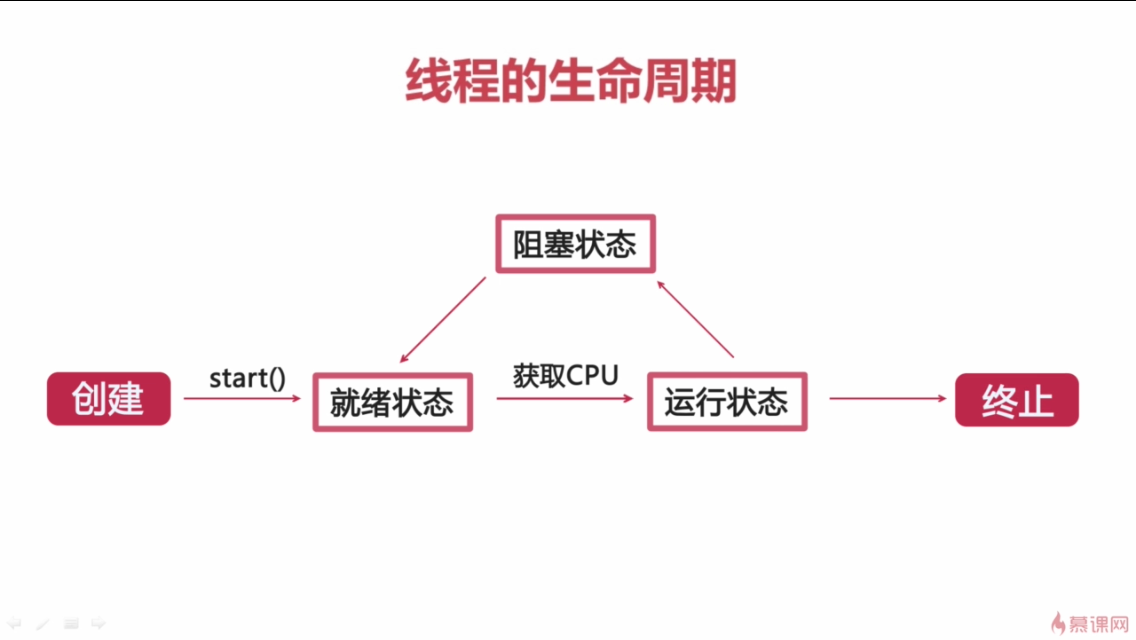 线程的生命周期
阻塞状态
创建
start()
就绪状态
获取CPU
运行状态
终止
慕课网